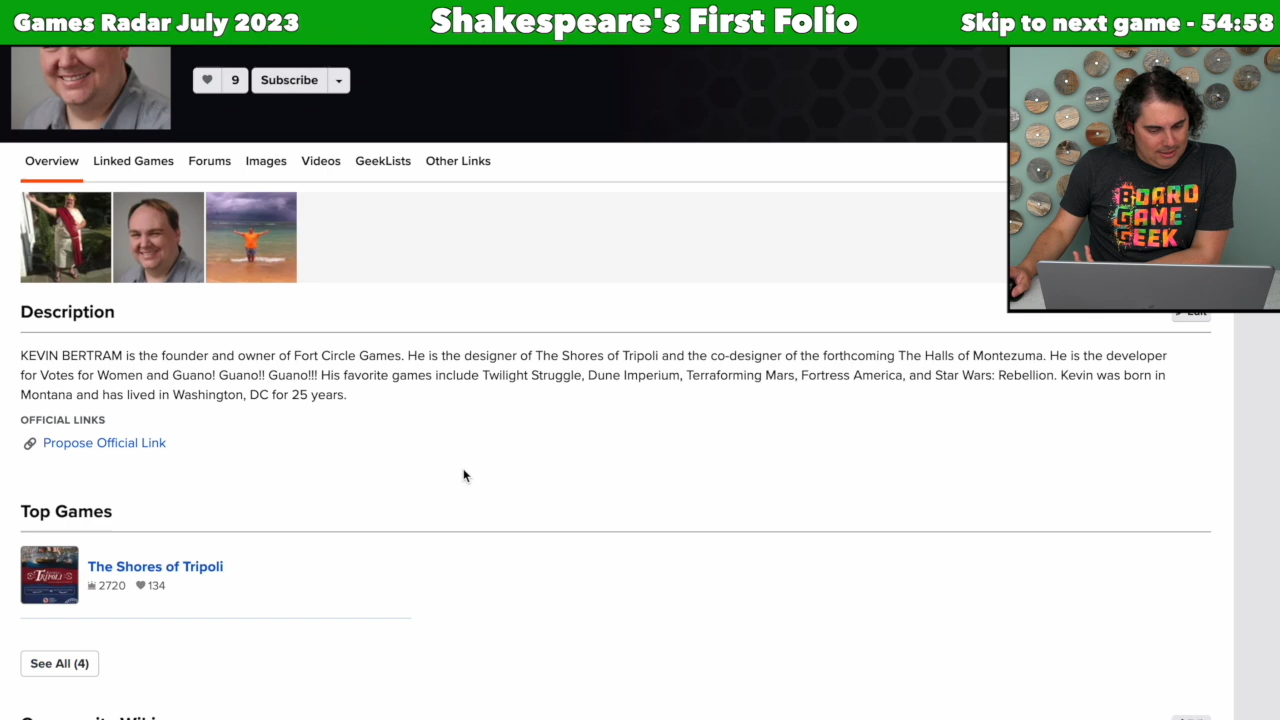 Games Radar July 2023
Shakespeare's First Folio
Skip to next game - 54:58
9
Subscribe
Overview
Linked Games
Forums
Images
Videos
GeekLists
Other Links
BOARD
GAME
GEEK
Description
Edit
KEVIN BERTRAM is the founder and owner of Fort Circle Games. He is the designer of The Shores of Tripoli and the co-designer of the forthcoming The Halls of Montezuma. He is the developer
for Votes for Women and Guano! Guano!! Guano!!! His favorite games include Twilight Struggle, Dune Imperium, Terraforming Mars, Fortress America, and Star Wars: Rebellion. Kevin was born in
Montana and has lived in Washington, DC for 25 years.
OFFICIAL LINKS
Propose Official Link
Top Games
TRIPOLI
The Shores of Tripoli
2720
134
See All (4)